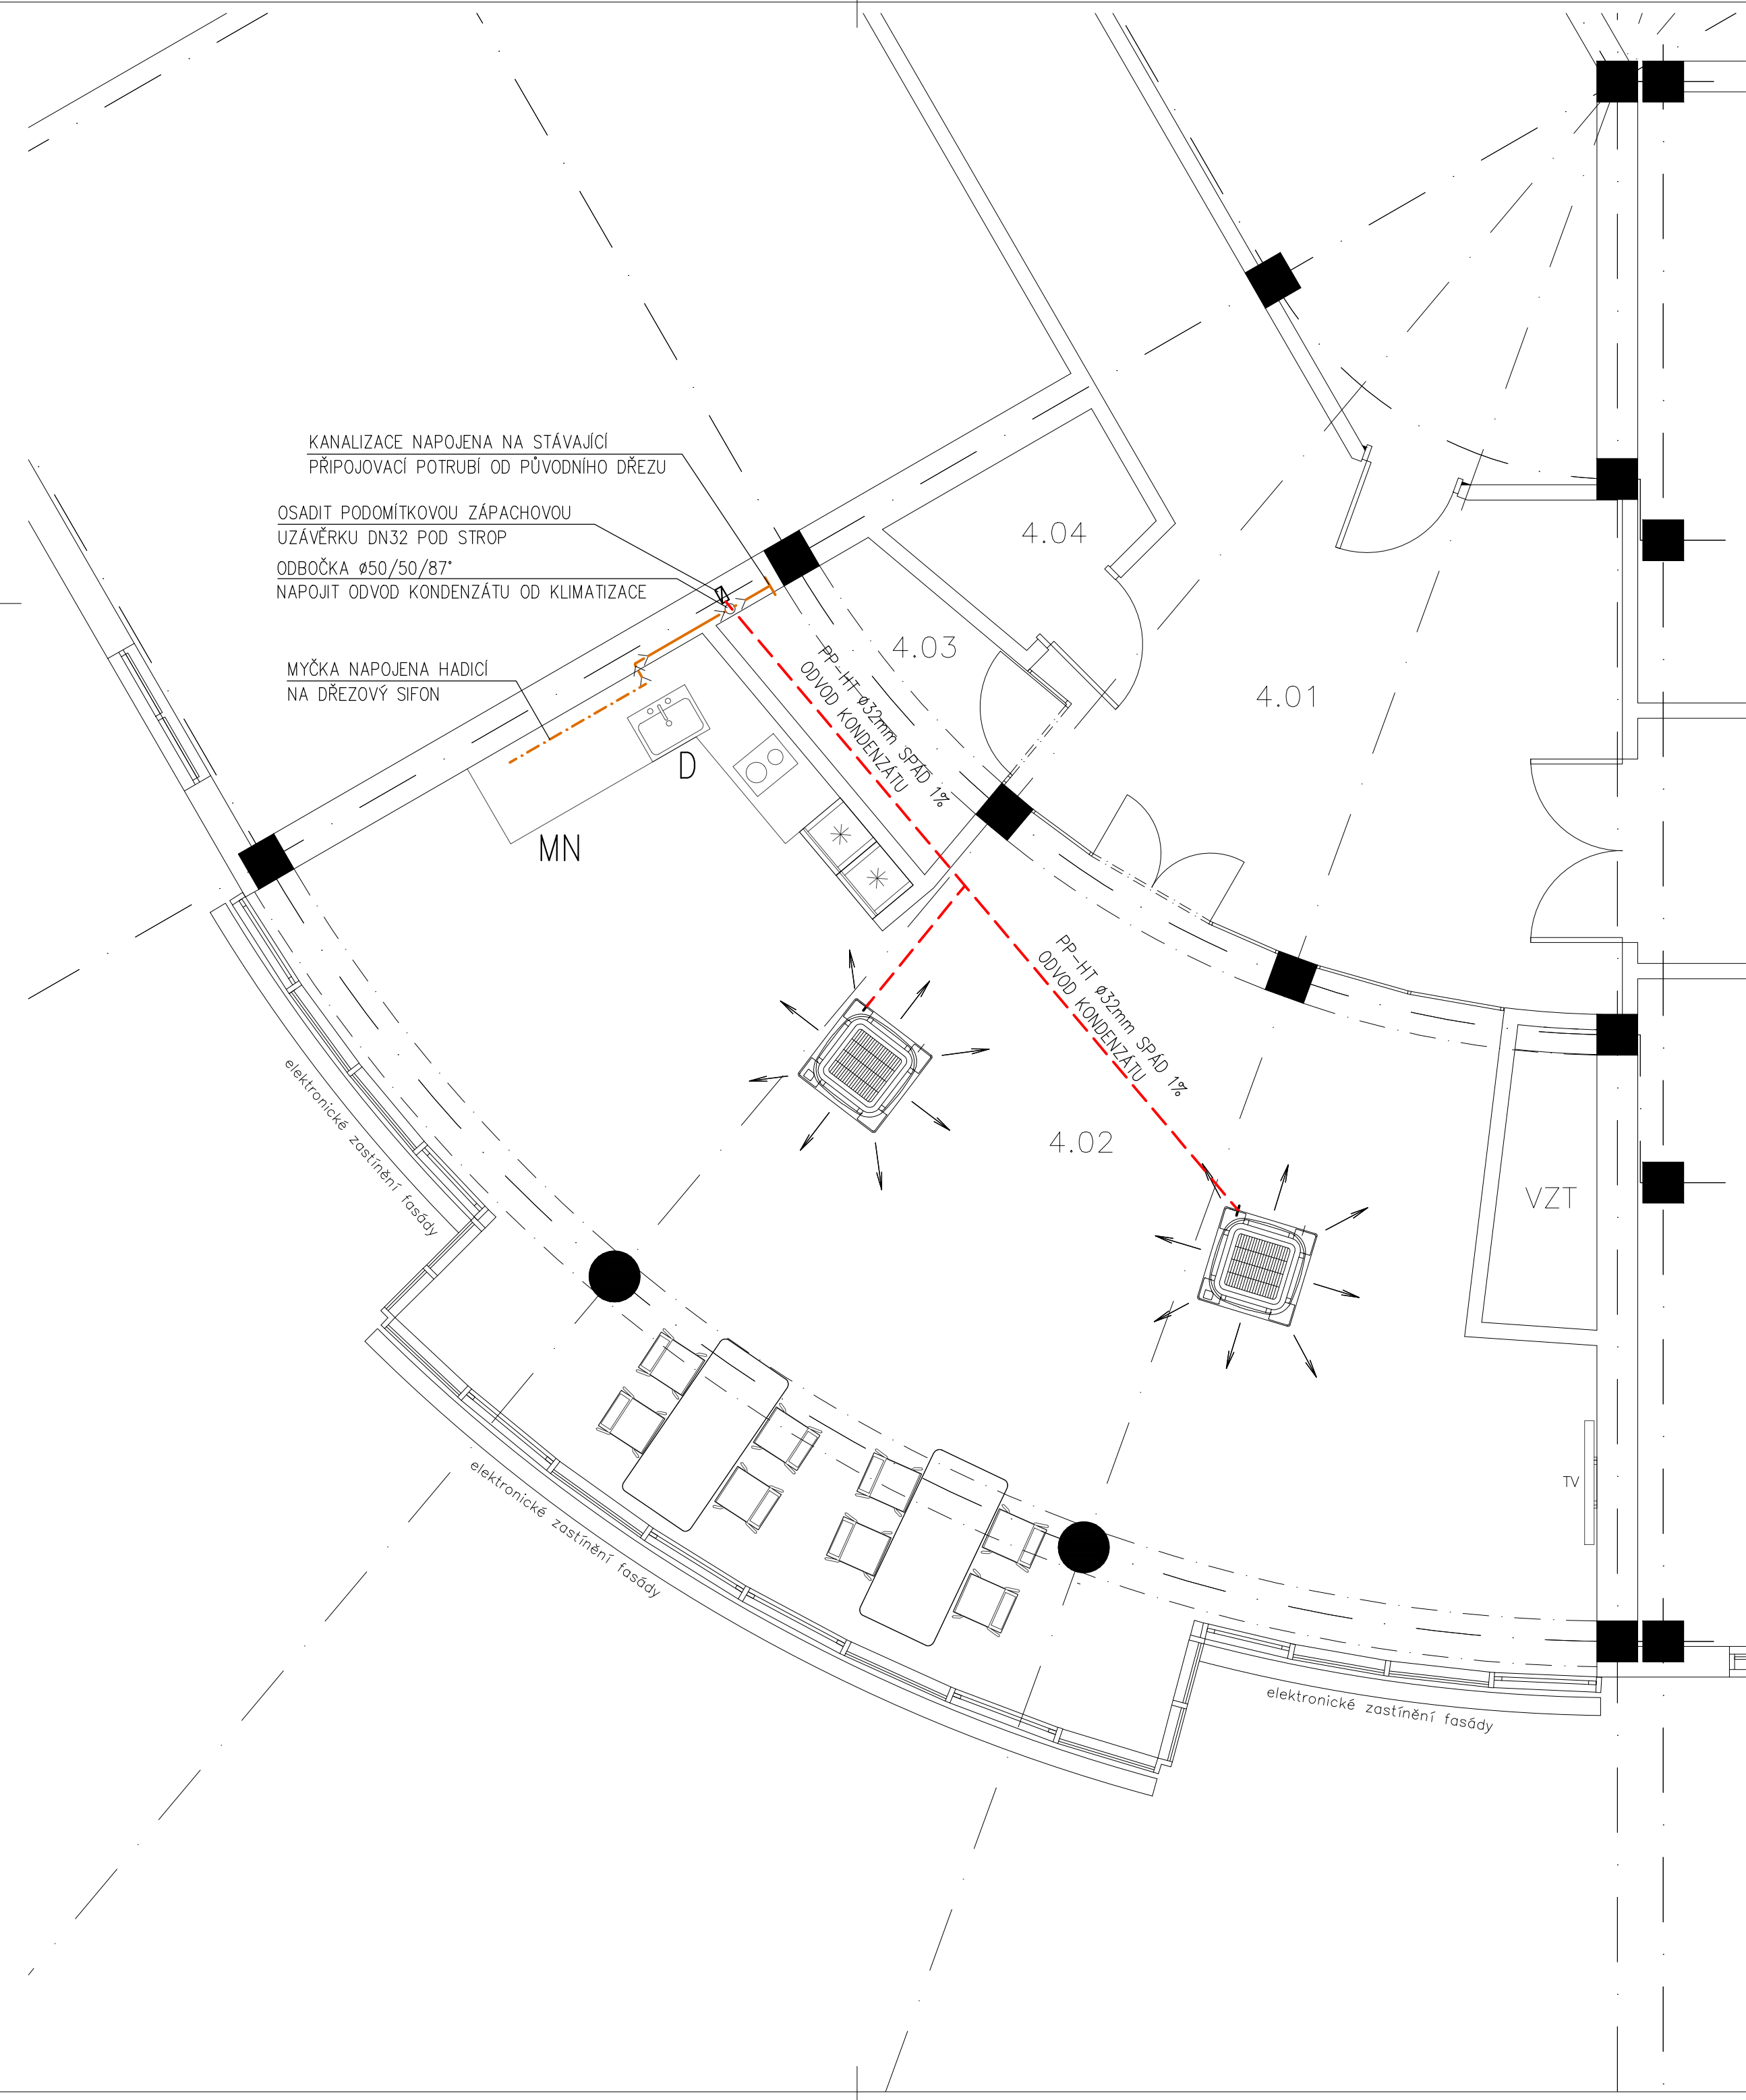 KANALIZACE NAPOJENA NA STÁVAJÍCÍ
PŘIPOJOVACÍ POTRUBÍ OD PŮVODNÍHO DŘEZU
OSADIT PODOMÍTKOVOU ZÁPACHOVOU
UZÁVĚRKU DN32 POD STROP
ODBOČKA ø50/50/87°
NAPOJIT ODVOD KONDENZÁTU OD KLIMATIZACE
MYČKA NAPOJENA HADICÍ
NA DŘEZOVÝ SIFON
4.04
4.03
4.01
PP-HT ø32mm SPÁD 1%
ODVOD KONDENZÁTU
D
MN
PP-HT ø32mm SPÁD 1%
ODVOD KONDENZÁTU
4.02
VZT
elektronické zastínění fasády
TV
elektronické zastínění fasády
elektronické zastínění fasády